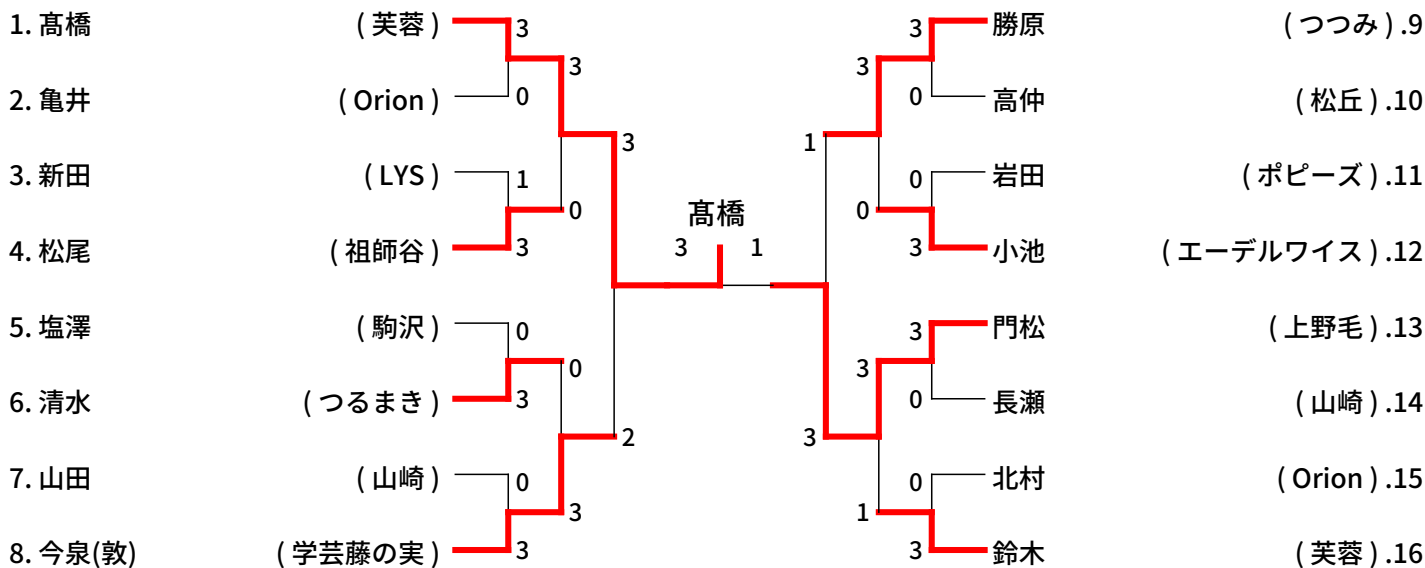 1. 髙橋 ( 芙蓉 ) 3 3 勝原 ( つつみ ) .9
3 3
2. 亀井 ( Orion ) 0 0 高仲 ( 松丘 ) .10
3 1
3. 新田 ( LYS ) 1 0 岩田 ( ポピーズ ) .11
0 髙橋 0
4. 松尾 ( 祖師谷 ) 3 3 1 3 小池 ( エーデルワイス ) .12
5. 塩澤 ( 駒沢 ) 0 3 門松 ( 上野毛 ) .13
0 3
6. 清水 ( つるまき ) 3 0 長瀬 ( 山崎 ) .14
2 3
7. 山田 ( 山崎 ) 0 0 北村 ( Orion ) .15
3 1
8. 今泉(敦) ( 学芸藤の実 ) 3 3 鈴木 ( 芙蓉 ) .16